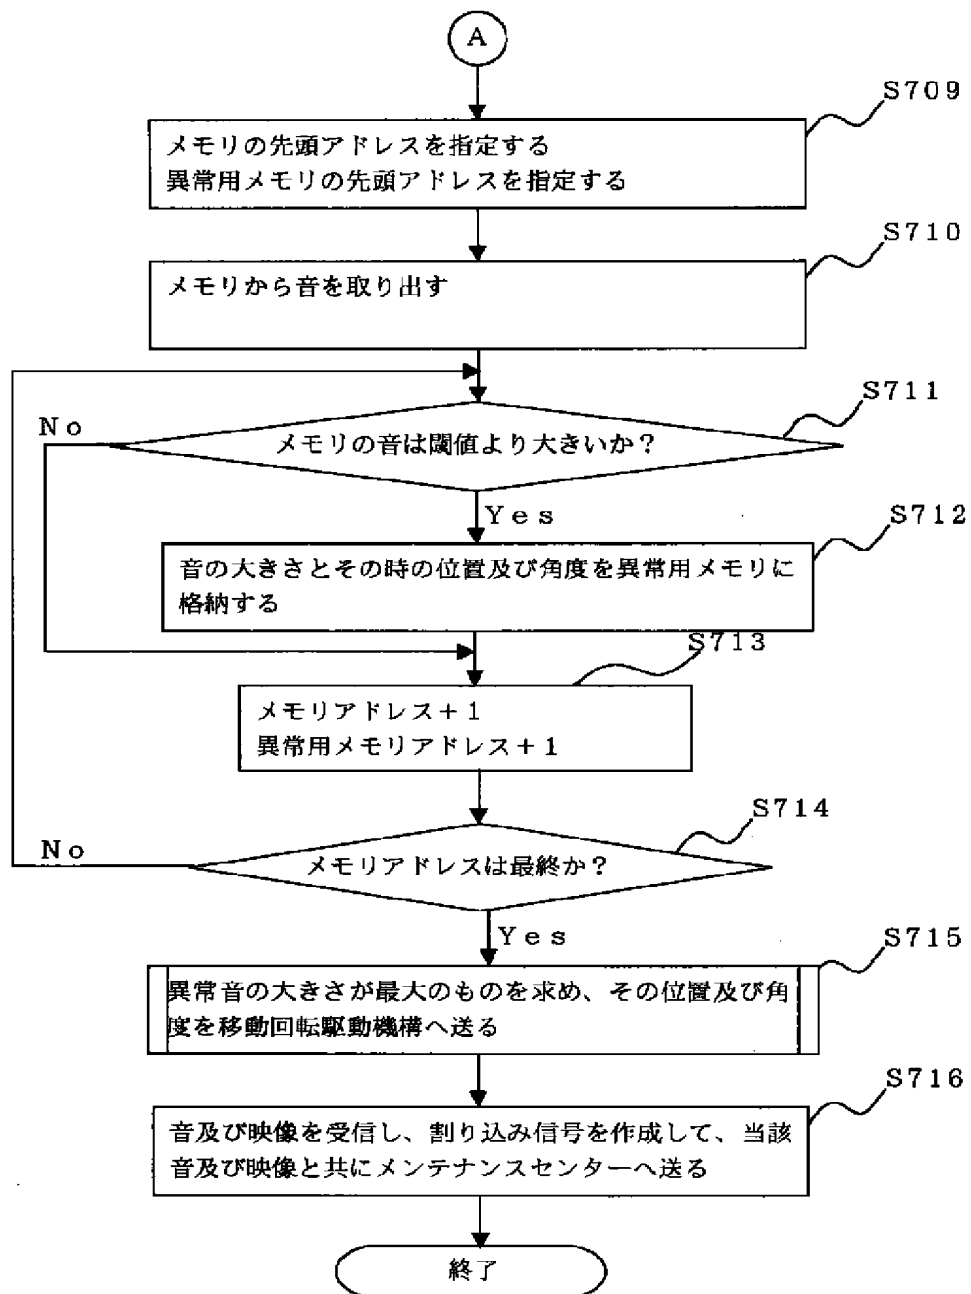 A
S709
メモリの先頭アドレスを指定する
異常用メモリの先頭アドレスを指定する
S710
メモリから音を取り出す
S711
No
メモリの音は閾値より大きいか？
Yes
S712
音の大きさとその時の位置及び角度を異常用メモリに
格納する
S713
メモリアドレス＋１
異常用メモリアドレス＋１
S714
No
メモリアドレスは最終か？
Yes
S715
異常音の大きさが最大のものを求め、その位置及び角
度を移動回転駆動機構へ送る
S716
音及び映像を受信し、割り込み信号を作成して、当該
音及び映像と共にメンテナンスセンターへ送る
終了